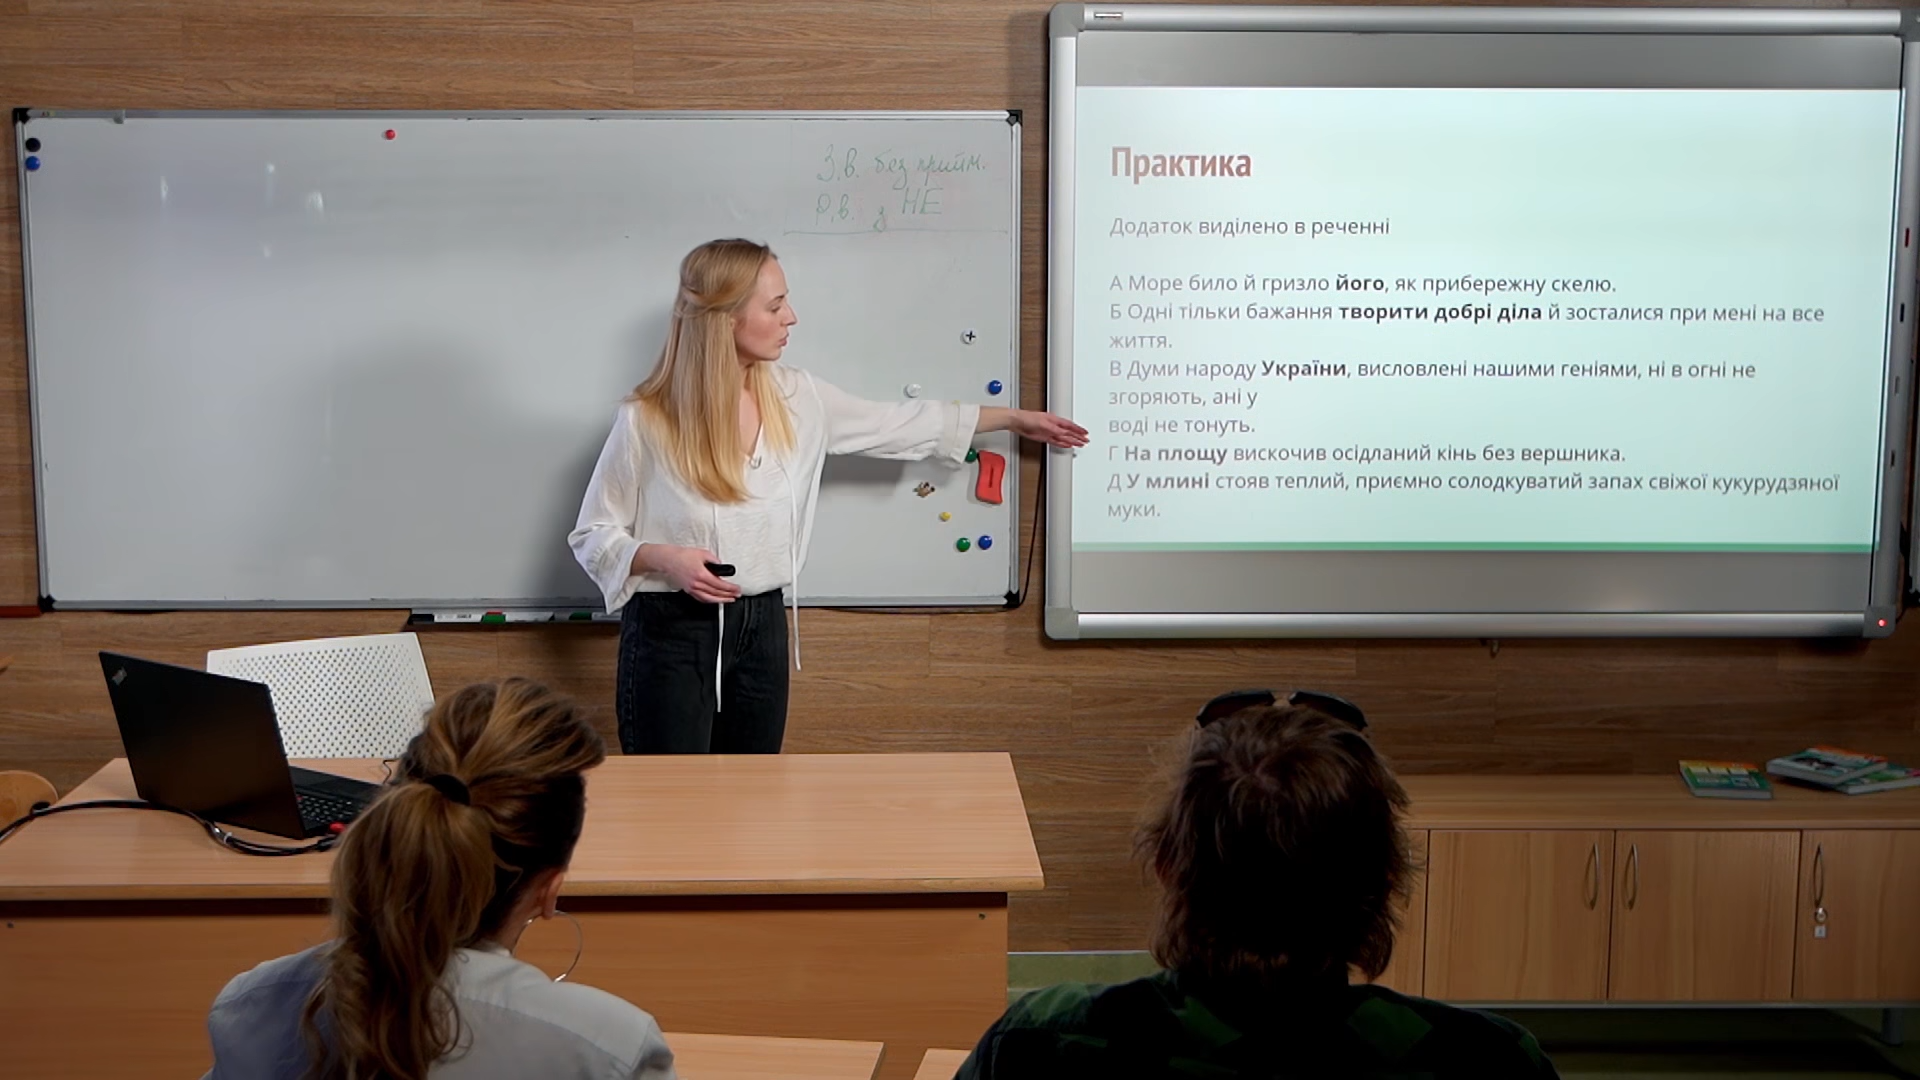 З.в. без прийм.
Р.в. з НЕ
Практика
Додаток виділено в реченні
А Море било й гризло його, як прибережну скелю.
Б Одні тільки бажання творити добрі діла й зосталися при мені на все
життя.
В Думи народу України, висловлені нашими геніями, ні в огні не
згоряють, ані у
воді не тонуть.
Г На площу вискочив осідланий кінь без вершника.
Д У млині стояв теплий, приємно солодкуватий запах свіжої кукурудзяної
муки.